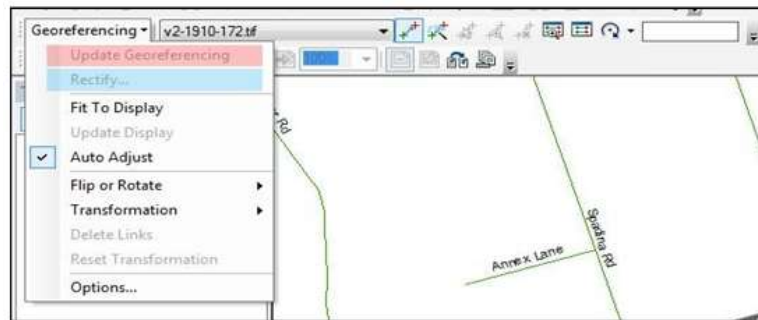 Georeferencing v2-1910-172.tif
Update Georeferencing
Rectify...
100%
Fit To Display
Update Display
Auto Adjust
Flip or Rotate
Transformation
Delete Links
Reset Transformation
Options...
Rd
Spadina Rd
Annex Lane